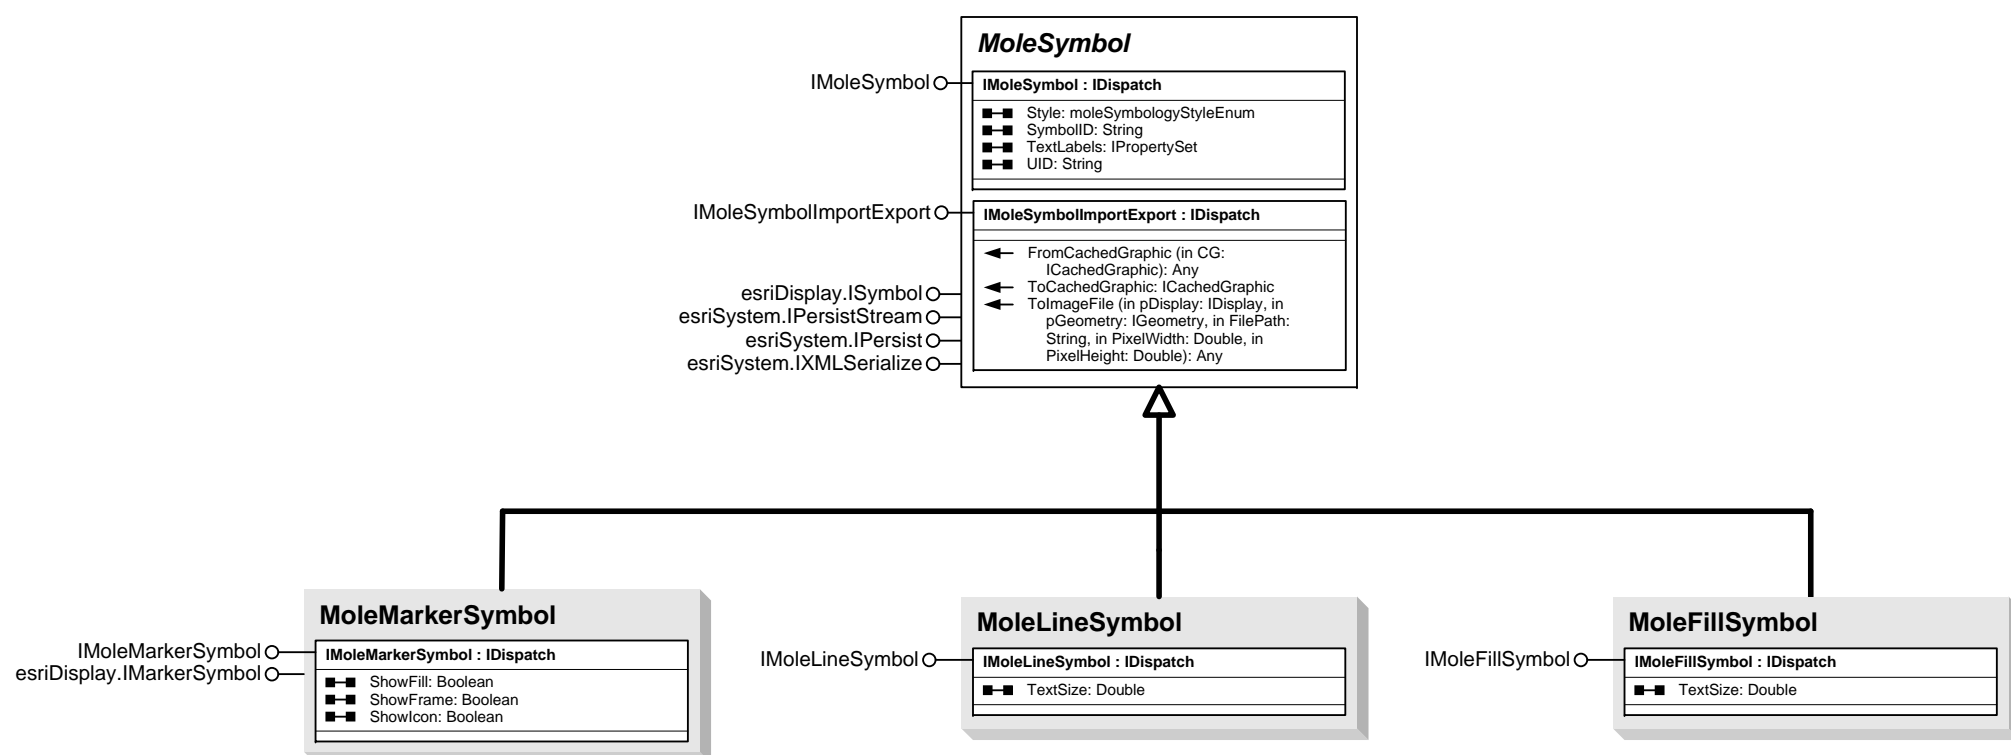 MoleSymbol
IMoleSymbol
IMoleSymbol : IDispatch
Style: moleSymbologyStyleEnum
SymbolID: String
TextLabels: IPropertySet
UID: String
IMoleSymbolImportExport
IMoleSymbolImportExport : IDispatch
FromCachedGraphic (in CG:
ICachedGraphic): Any
ToCachedGraphic: ICachedGraphic
ToImageFile (in pDisplay: IDisplay, in
pGeometry: IGeometry, in FilePath:
String, in PixelWidth: Double, in
PixelHeight: Double): Any
esriDisplay.ISymbol
esriSystem.IPersistStream
esriSystem.IPersist
esriSystem.IXMLSerialize
MoleMarkerSymbol
IMoleMarkerSymbol
esriDisplay.IMarkerSymbol
IMoleMarkerSymbol : IDispatch
ShowFill: Boolean
ShowFrame: Boolean
ShowIcon: Boolean
MoleLineSymbol
IMoleLineSymbol
IMoleLineSymbol : IDispatch
TextSize: Double
MoleFillSymbol
IMoleFillSymbol
IMoleFillSymbol : IDispatch
TextSize: Double